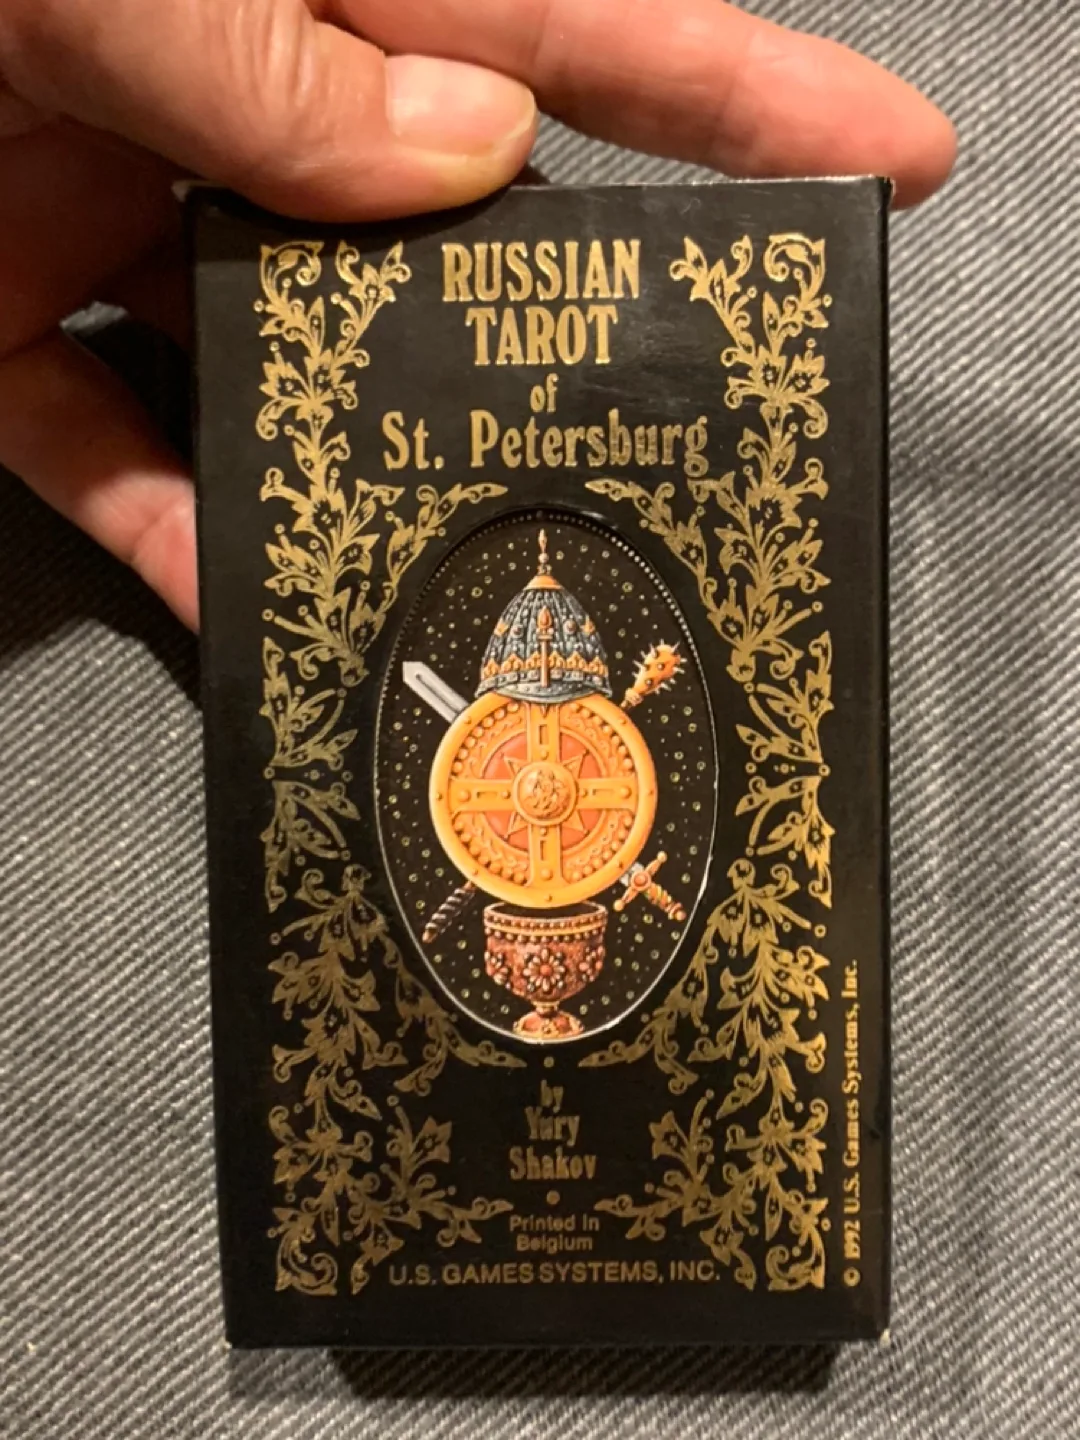 RUSSIAN
TAROT
of
St. Petersburg
by
Yury
Shakov
Printed in
Belgium
U.S. GAMES SYSTEMS, INC.
© 1992 U.S. Games Systems, Inc.